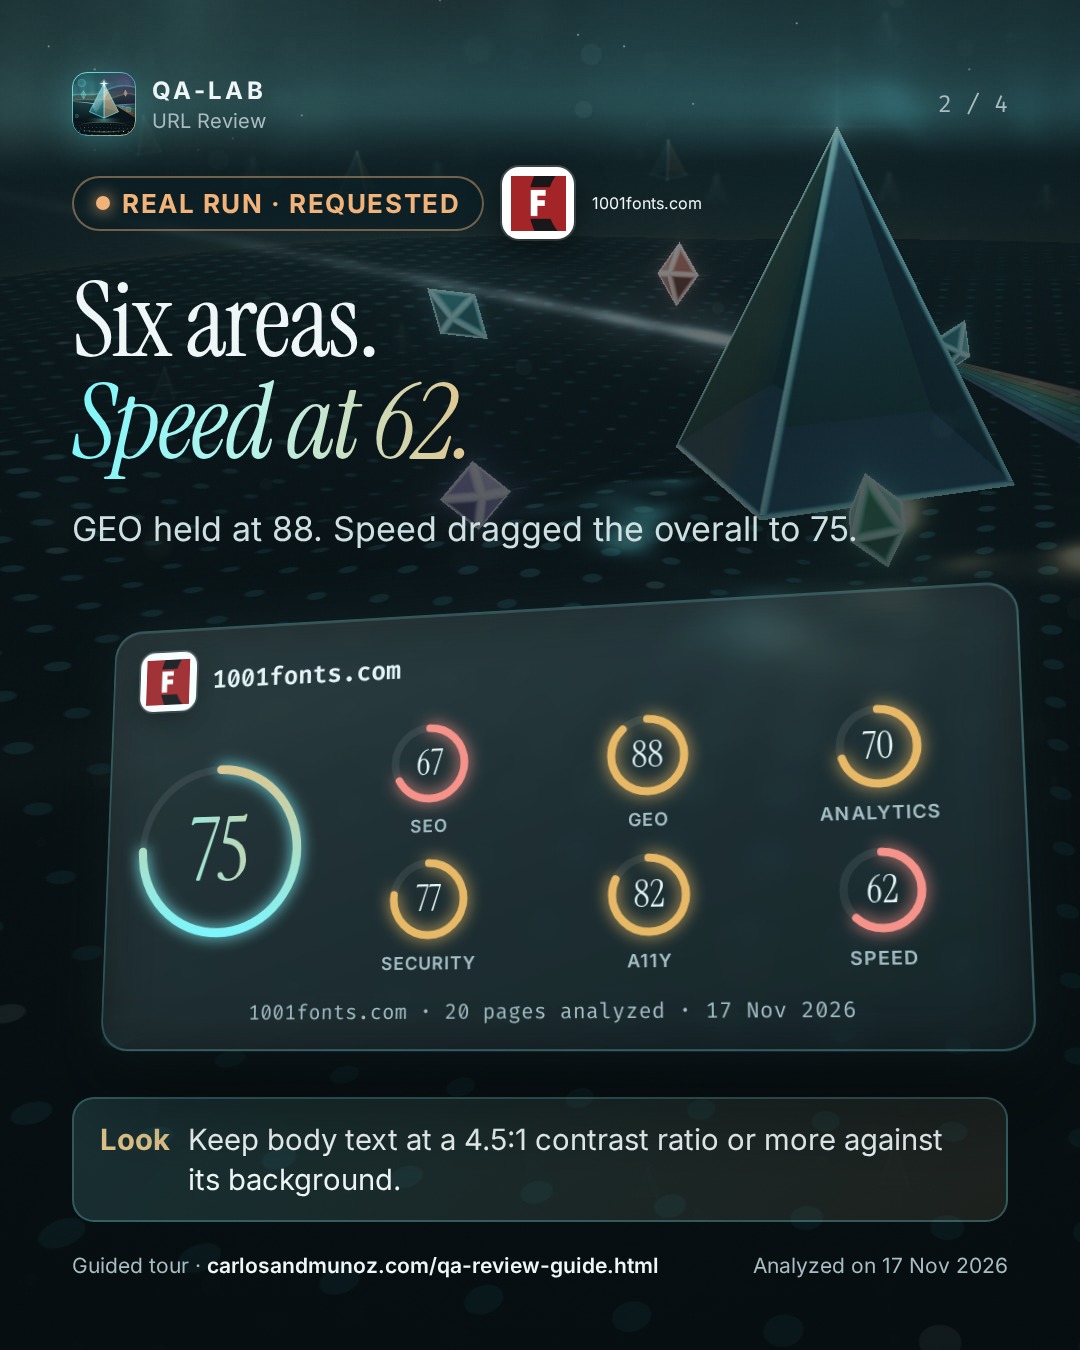 QA-LAB
URL Review
2 / 4
REAL RUN · REQUESTED
F
1001fonts.com
Six areas.
Speed at 62.
GEO held at 88. Speed dragged the overall to 75.
F
1001fonts.com
75
67
SEO
88
GEO
70
ANALYTICS
77
SECURITY
82
A11Y
62
SPEED
1001fonts.com · 20 pages analyzed · 17 Nov 2026
Look Keep body text at a 4.5:1 contrast ratio or more against
its background.
Guided tour · carlosandmunoz.com/qa-review-guide.html
Analyzed on 17 Nov 2026